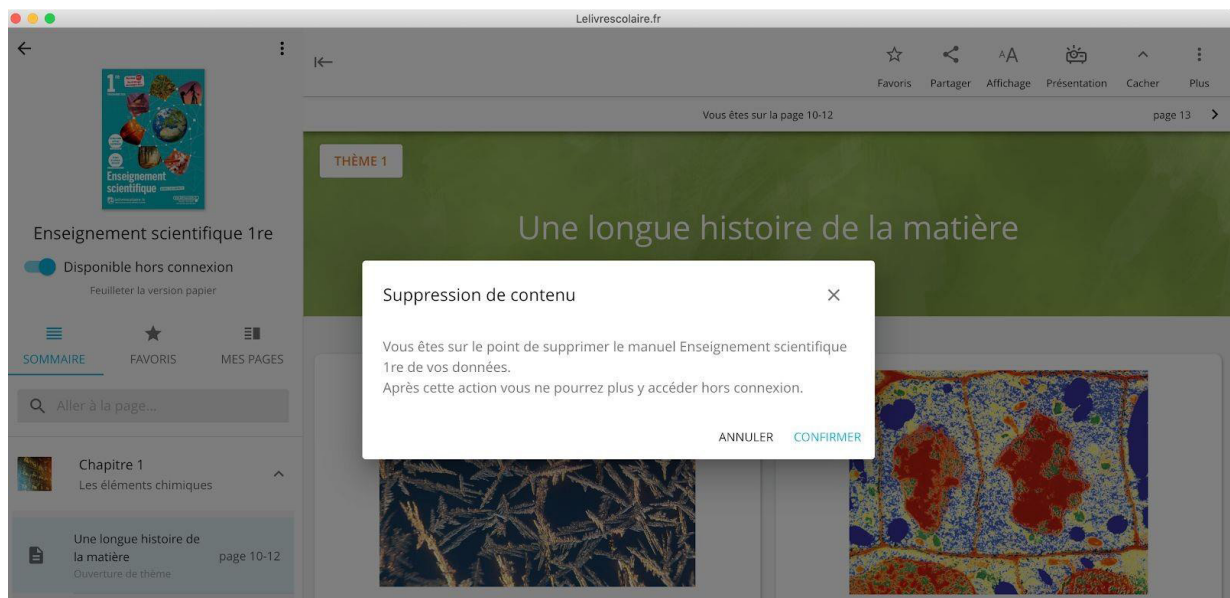 Lelivrescolaire.fr
1re
Enseignement
scientifique
Enseignement scientifique 1re
Disponible hors connexion
Feuilleter la version papier
SOMMAIRE
FAVORIS
MES PAGES
Aller à la page...
Chapitre 1
Les éléments chimiques
Une longue histoire de
la matière
page 10-12
Ouverture de thème
Favoris
Partager
AA
Affichage
Présentation
Cacher
Plus
Vous êtes sur la page 10-12
page 13
THÈME 1
Une longue histoire de la matière
Suppression de contenu
Vous êtes sur le point de supprimer le manuel Enseignement scientifique
1re de vos données.
Après cette action vous ne pourrez plus y accéder hors connexion.
ANNULER
CONFIRMER